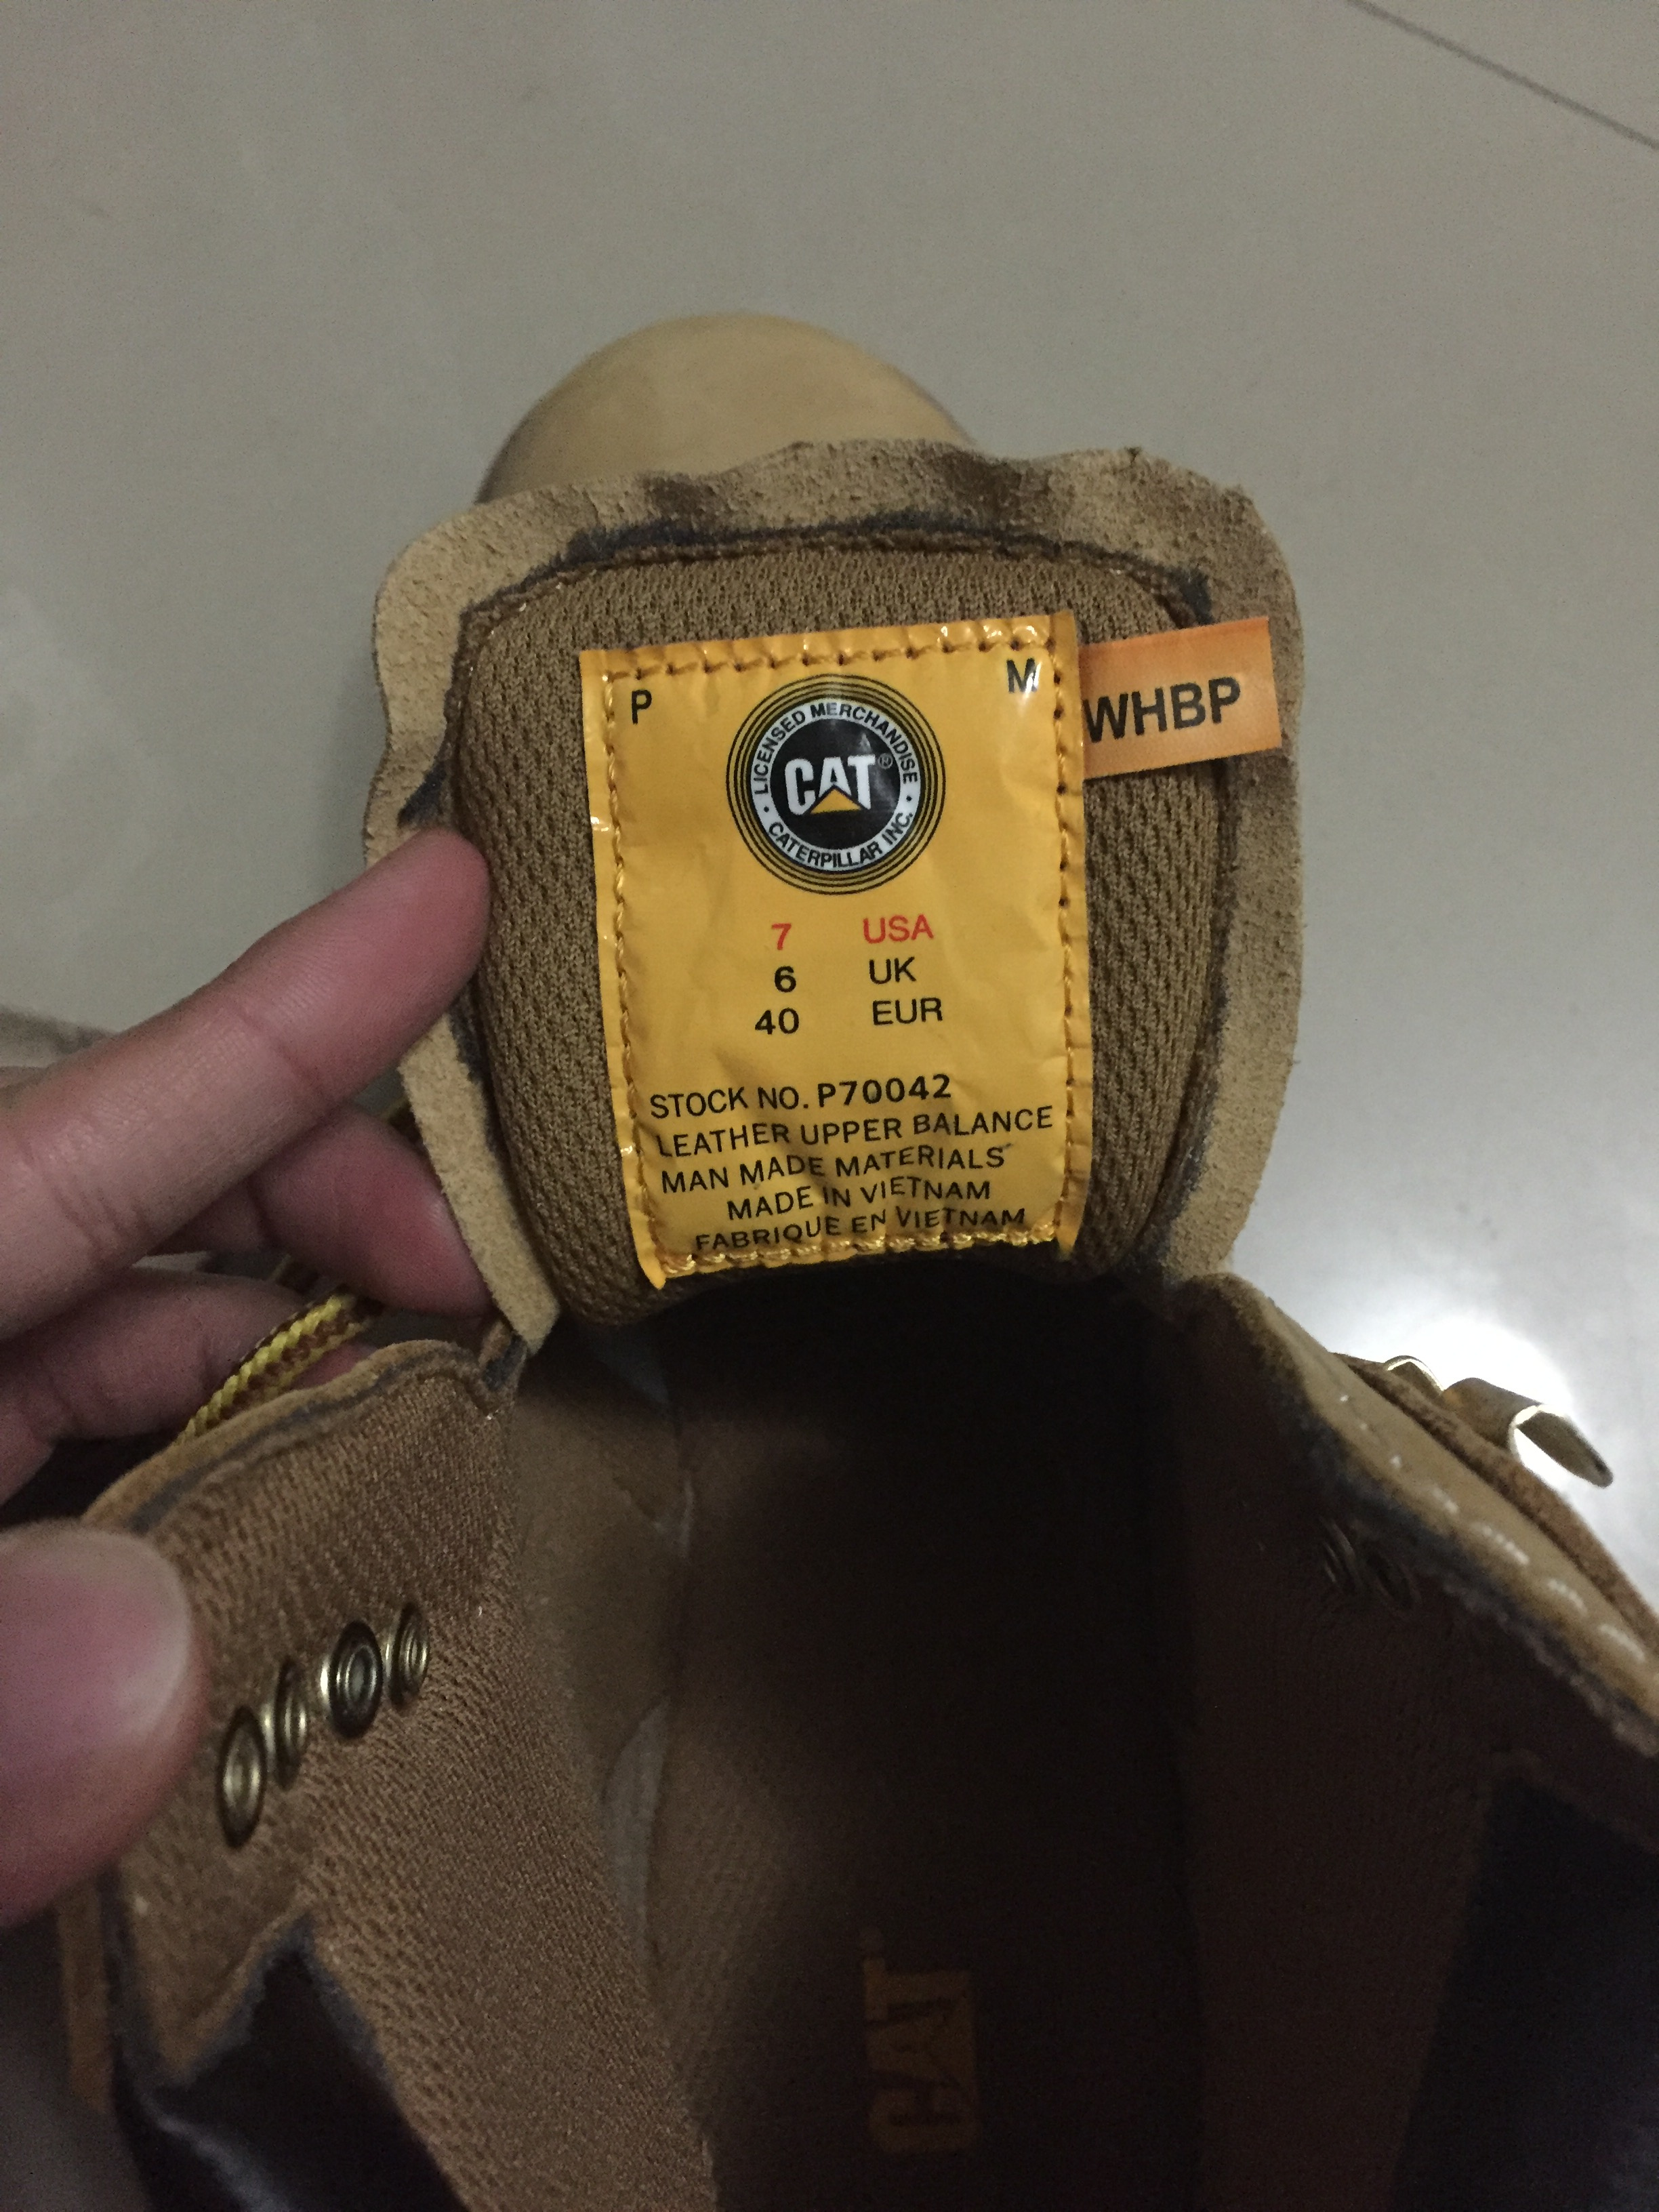 P
M
WHBP
LICENSED MERCHANDISE
CAT®
CATERPILLAR INC.
7 USA
6 UK
40 EUR
STOCK NO. P70042
LEATHER UPPER BALANCE
MAN MADE MATERIALS
MADE IN VIETNAM
FABRIQUE EN VIETNAM
CAT